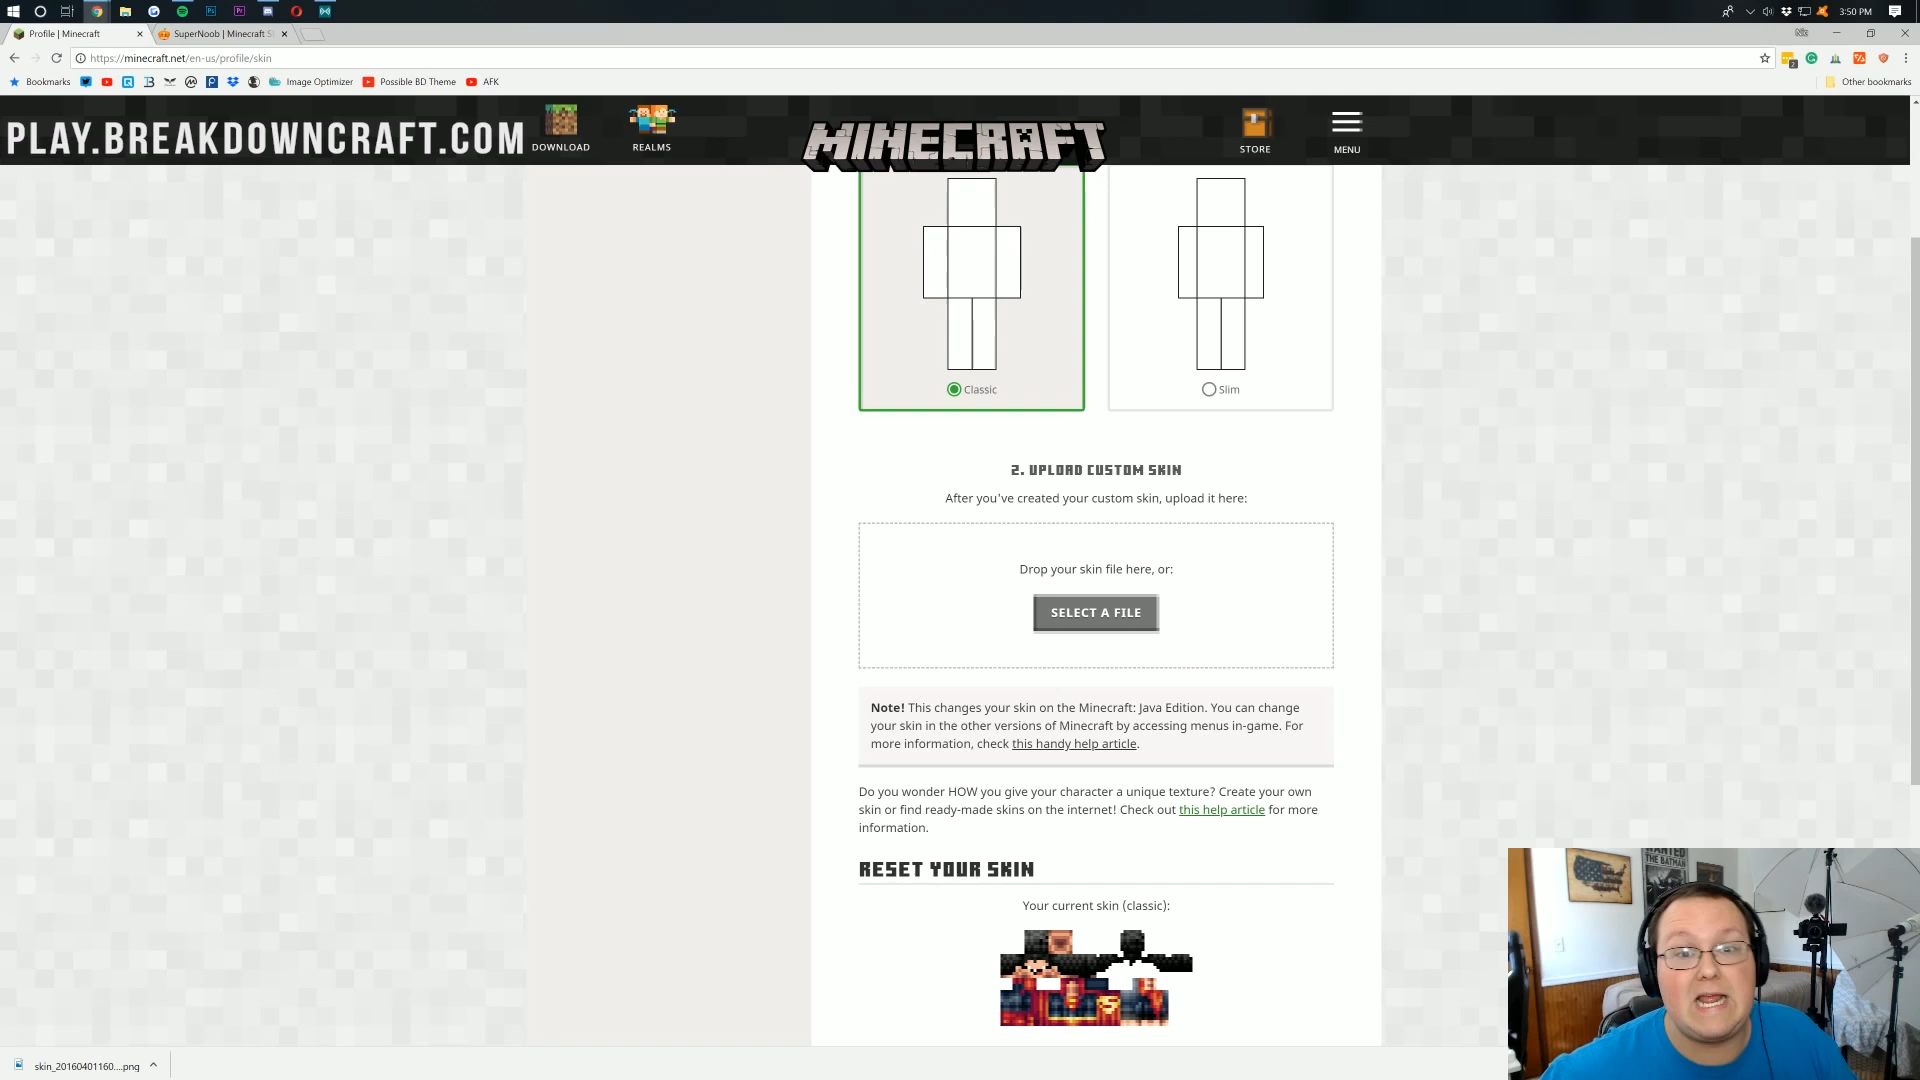 3:50 PM
Profile | Minecraft
SuperNoob | Minecraft S
https://minecraft.net/en-us/profile/skin
Bookmarks
Image Optimizer
Possible BD Theme
AFK
Other bookmarks
PLAY.BREAKDOWNCRAFT.COM
DOWNLOAD
REALMS
MINECRAFT
STORE
MENU
Classic
Slim
2. UPLOAD CUSTOM SKIN
After you've created your custom skin, upload it here:
Drop your skin file here, or:
SELECT A FILE
Note! This changes your skin on the Minecraft: Java Edition. You can change
your skin in the other versions of Minecraft by accessing menus in-game. For
more information, check this handy help article.
Do you wonder HOW you give your character a unique texture? Create your own
skin or find ready-made skins on the internet! Check out this help article for more
information.
RESET YOUR SKIN
Your current skin (classic):
skin_20160401160....png
WANTED
THE BATMAN